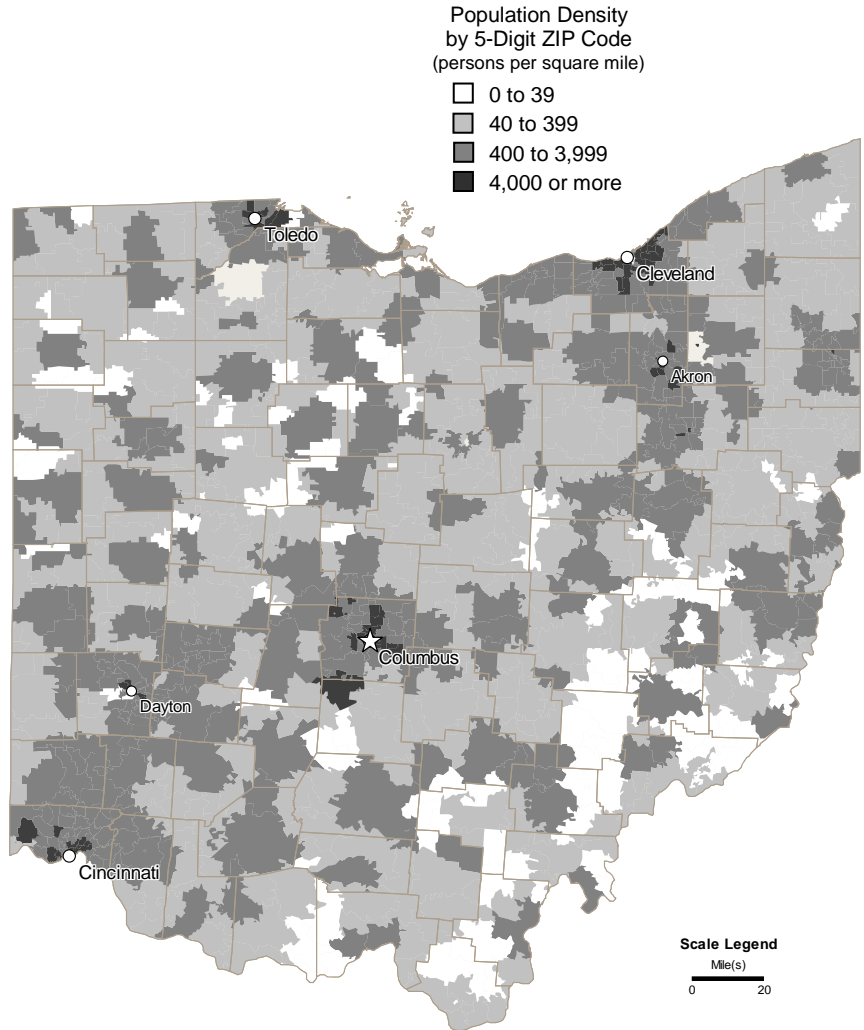 Population Density
by 5-Digit ZIP Code
(persons per square mile)
0 to 39
40 to 399
400 to 3,999
4,000 or more
Toledo
Cleveland
Akron
Columbus
Dayton
Cincinnati
Scale Legend
Mile(s)
0 20